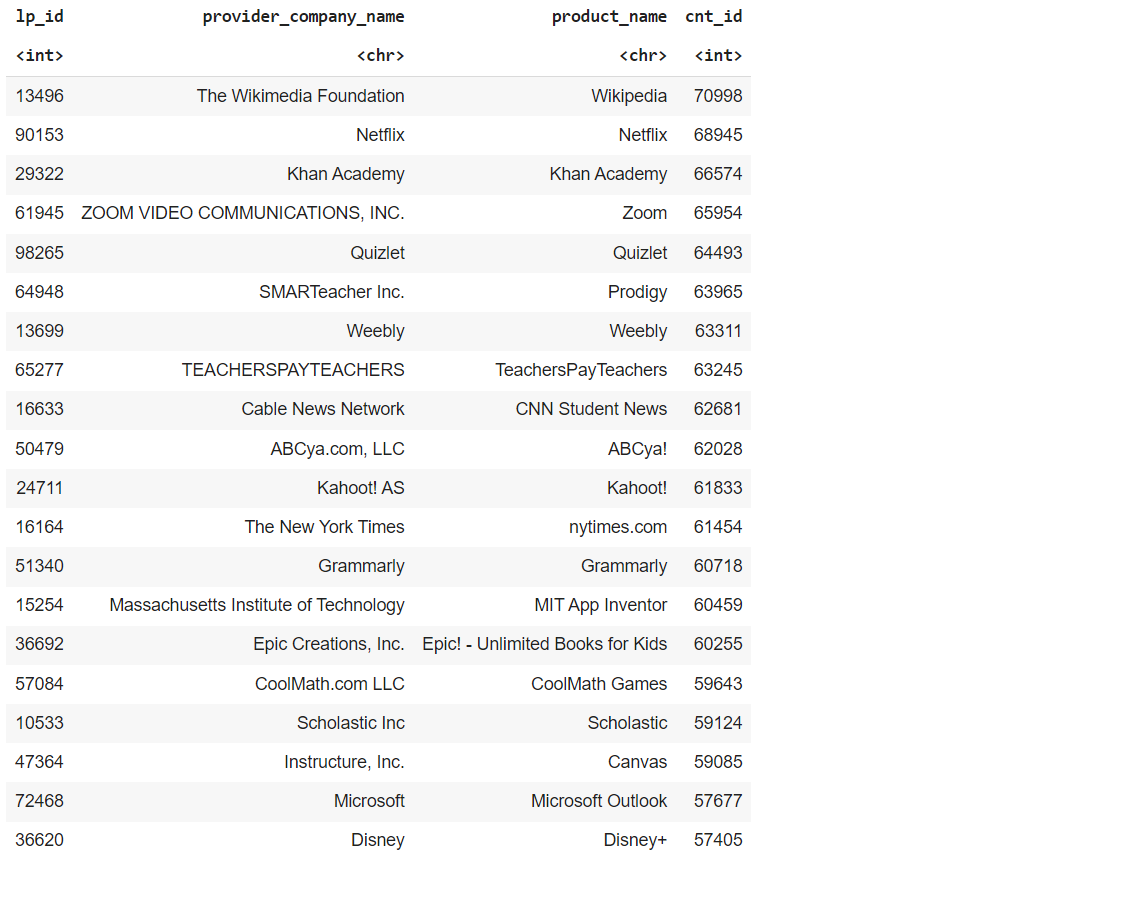 lp_id provider_company_name product_name cnt_id
<int> <chr> <chr> <int>
13496 The Wikimedia Foundation Wikipedia 70998
90153 Netflix Netflix 68945
29322 Khan Academy Khan Academy 66574
61945 ZOOM VIDEO COMMUNICATIONS, INC. Zoom 65954
98265 Quizlet Quizlet 64493
64948 SMARTeacher Inc. Prodigy 63965
13699 Weebly Weebly 63311
65277 TEACHERSPAYTEACHERS TeachersPayTeachers 63245
16633 Cable News Network CNN Student News 62681
50479 ABCya.com, LLC ABCya! 62028
24711 Kahoot! AS Kahoot! 61833
16164 The New York Times nytimes.com 61454
51340 Grammarly Grammarly 60718
15254 Massachusetts Institute of Technology MIT App Inventor 60459
36692 Epic Creations, Inc. Epic! - Unlimited Books for Kids 60255
57084 CoolMath.com LLC CoolMath Games 59643
10533 Scholastic Inc Scholastic 59124
47364 Instructure, Inc. Canvas 59085
72468 Microsoft Microsoft Outlook 57677
36620 Disney Disney+ 57405